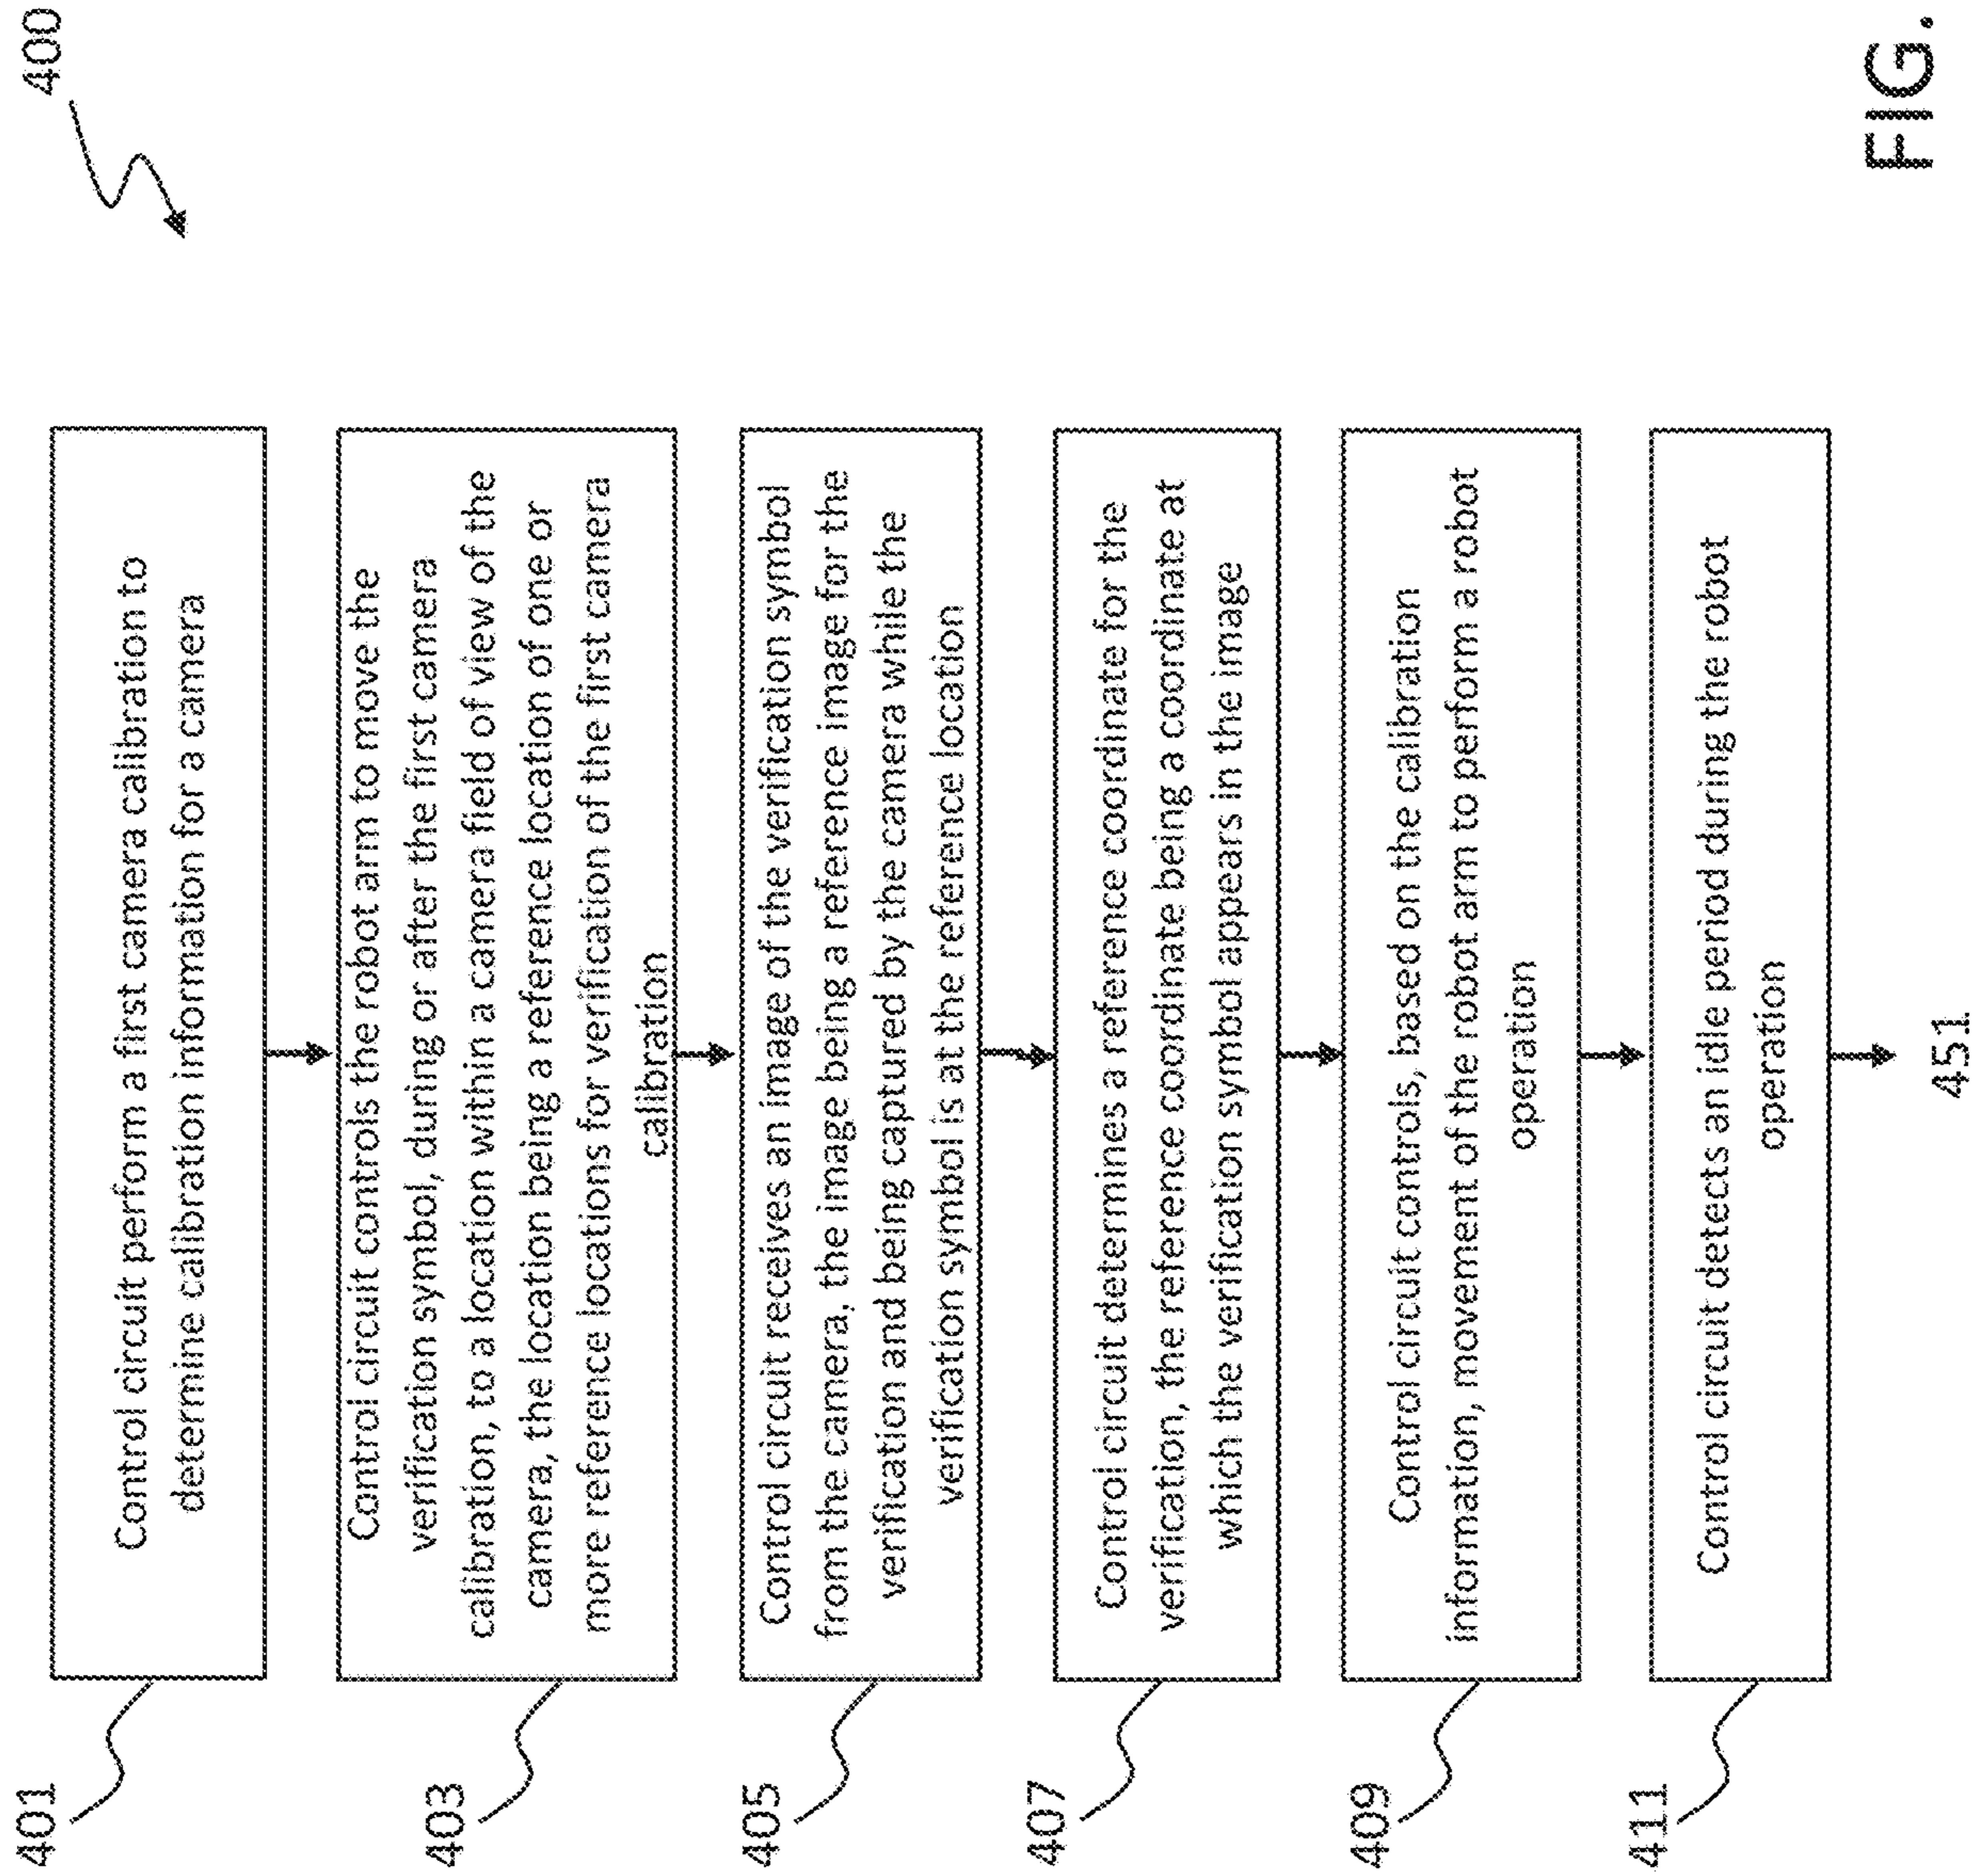 400
401
Control circuit perform a first camera calibration to
determine calibration information for a camera
403
Control circuit controls the robot arm to move the
verification symbol, during or after the first camera
calibration, to a location within a camera field of view of the
camera, the location being a reference location of one or
more reference locations for verification of the first camera
calibration
405
Control circuit receives an image of the verification symbol
from the camera, the image being a reference image for the
verification and being captured by the camera while the
verification symbol is at the reference location
407
Control circuit determines a reference coordinate for the
verification, the reference coordinate being a coordinate at
which the verification symbol appears in the image
409
Control circuit controls, based on the calibration
information, movement of the robot arm to perform a robot
operation
411
Control circuit detects an idle period during the robot
operation
451
FIG.